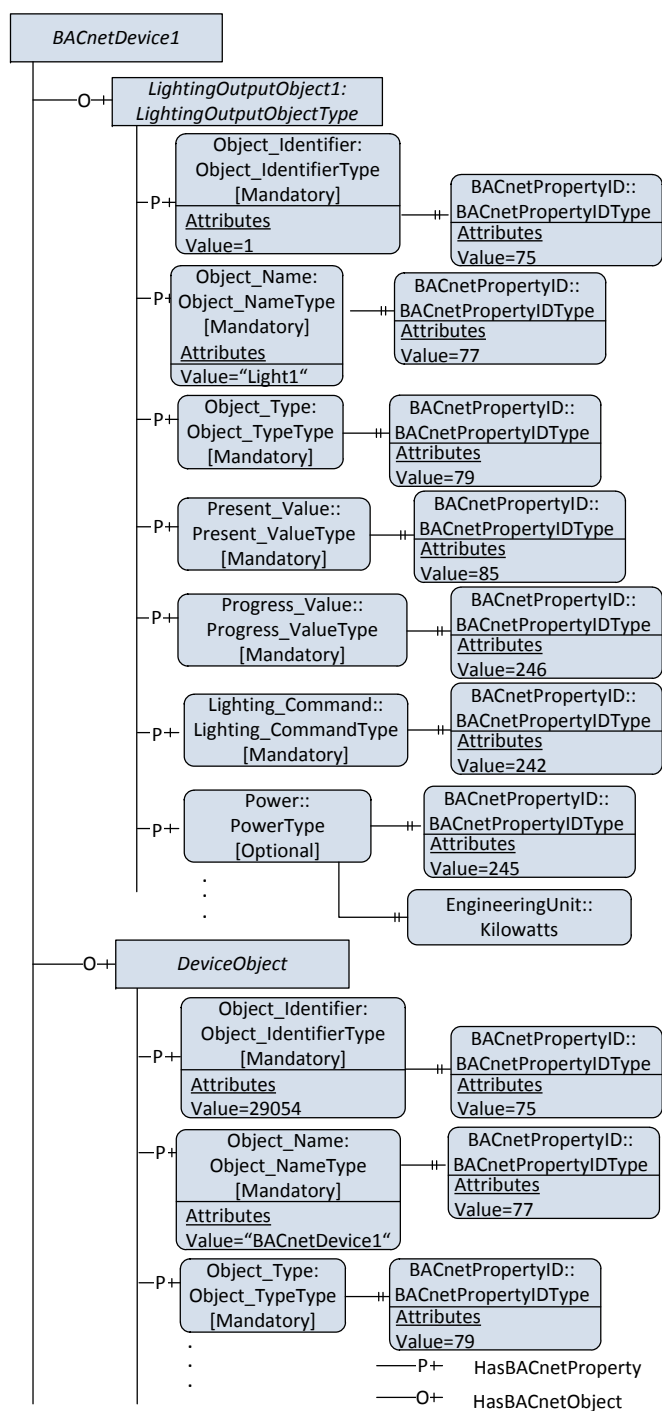 BACnetDevice1
O
LightingOutputObject1:
LightingOutputObjectType
P
Object_Identifier:
Object_IdentifierType
[Mandatory]
Attributes
Value=1
BACnetPropertyID::
BACnetPropertyIDType
Attributes
Value=75
P
Object_Name:
Object_NameType
[Mandatory]
Attributes
Value=“Light1“
BACnetPropertyID::
BACnetPropertyIDType
Attributes
Value=77
P
Object_Type:
Object_TypeType
[Mandatory]
BACnetPropertyID::
BACnetPropertyIDType
Attributes
Value=79
P
Present_Value::
Present_ValueType
[Mandatory]
BACnetPropertyID::
BACnetPropertyIDType
Attributes
Value=85
P
Progress_Value::
Progress_ValueType
[Mandatory]
BACnetPropertyID::
BACnetPropertyIDType
Attributes
Value=246
P
Lighting_Command::
Lighting_CommandType
[Mandatory]
BACnetPropertyID::
BACnetPropertyIDType
Attributes
Value=242
P
Power::
PowerType
[Optional]
BACnetPropertyID::
BACnetPropertyIDType
Attributes
Value=245
EngineeringUnit::
Kilowatts
.
.
.
O
DeviceObject
P
Object_Identifier:
Object_IdentifierType
[Mandatory]
Attributes
Value=29054
BACnetPropertyID::
BACnetPropertyIDType
Attributes
Value=75
P
Object_Name:
Object_NameType
[Mandatory]
Attributes
Value=“BACnetDevice1“
BACnetPropertyID::
BACnetPropertyIDType
Attributes
Value=77
P
Object_Type:
Object_TypeType
[Mandatory]
BACnetPropertyID::
BACnetPropertyIDType
Attributes
Value=79
.
.
.
P HasBACnetProperty
O HasBACnetObject